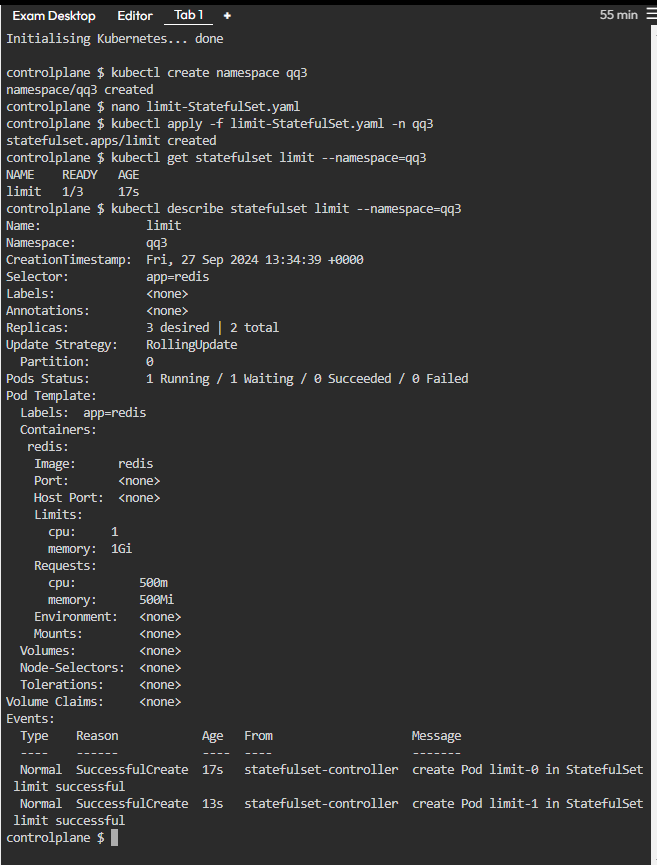 Exam Desktop Editor Tab 1 + 55 min
Initialising Kubernetes... done
controlplane $ kubectl create namespace qq3
namespace/qq3 created
controlplane $ nano limit-StatefulSet.yaml
controlplane $ kubectl apply -f limit-StatefulSet.yaml -n qq3
statefulset.apps/limit created
controlplane $ kubectl get statefulset limit --namespace=qq3
NAME    READY   AGE
limit   1/3     17s
controlplane $ kubectl describe statefulset limit --namespace=qq3
Name:               limit
Namespace:          qq3
CreationTimestamp:  Fri, 27 Sep 2024 13:34:39 +0000
Selector:           app=redis
Labels:             <none>
Annotations:        <none>
Replicas:           3 desired | 2 total
Update Strategy:    RollingUpdate
  Partition:        0
Pods Status:        1 Running / 1 Waiting / 0 Succeeded / 0 Failed
Pod Template:
  Labels:  app=redis
  Containers:
   redis:
    Image:      redis
    Port:       <none>
    Host Port:  <none>
    Limits:
      cpu:     1
      memory:  1Gi
    Requests:
      cpu:         500m
      memory:      500Mi
    Environment:   <none>
    Mounts:        <none>
  Volumes:         <none>
  Node-Selectors:  <none>
  Tolerations:     <none>
Volume Claims:     <none>
Events:
  Type    Reason            Age   From                    Message
  ----    ------            ----  ----                    -------
  Normal  SuccessfulCreate  17s   statefulset-controller  create Pod limit-0 in StatefulSet
 limit successful
  Normal  SuccessfulCreate  13s   statefulset-controller  create Pod limit-1 in StatefulSet
 limit successful
controlplane $